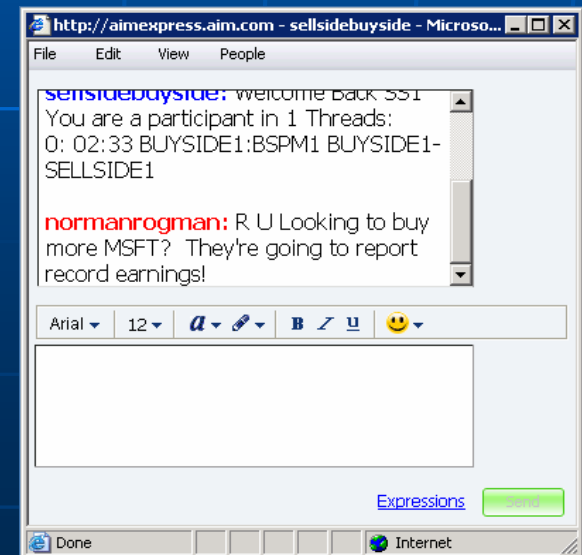 http://aimexpress.aim.com - sellsidebuyside - Microso...
File Edit View People
sellsidebuyside: Welcome Back SS1
You are a participant in 1 Threads:
0: 02:33 BUYSIDE1:BSPM1 BUYSIDE1-
SELLSIDE1
normanrogman: R U Looking to buy
more MSFT? They're going to report
record earnings!
Arial 12 a B I U
Expressions Send
Done Internet